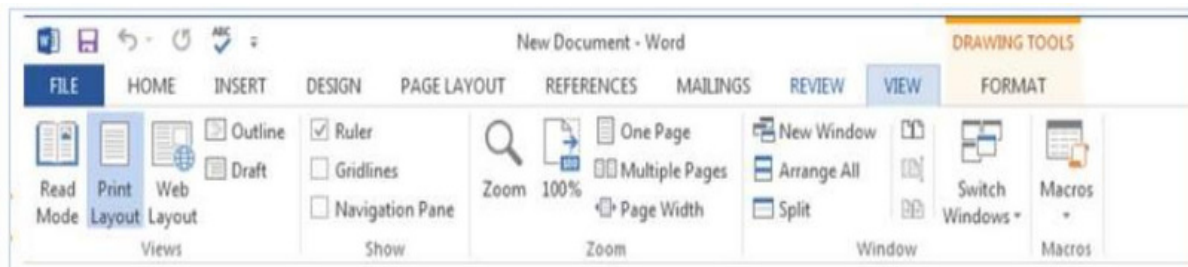 ABC
New Document - Word
DRAWING TOOLS
FILE HOME INSERT DESIGN PAGE LAYOUT REFERENCES MAILINGS REVIEW VIEW FORMAT
Read Mode
Print Layout
Web Layout
Outline
Draft
Views
Ruler
Gridlines
Navigation Pane
Show
Zoom
100
100%
One Page
Multiple Pages
Page Width
Zoom
New Window
Arrange All
Split
Switch Windows
Window
Macros
Macros